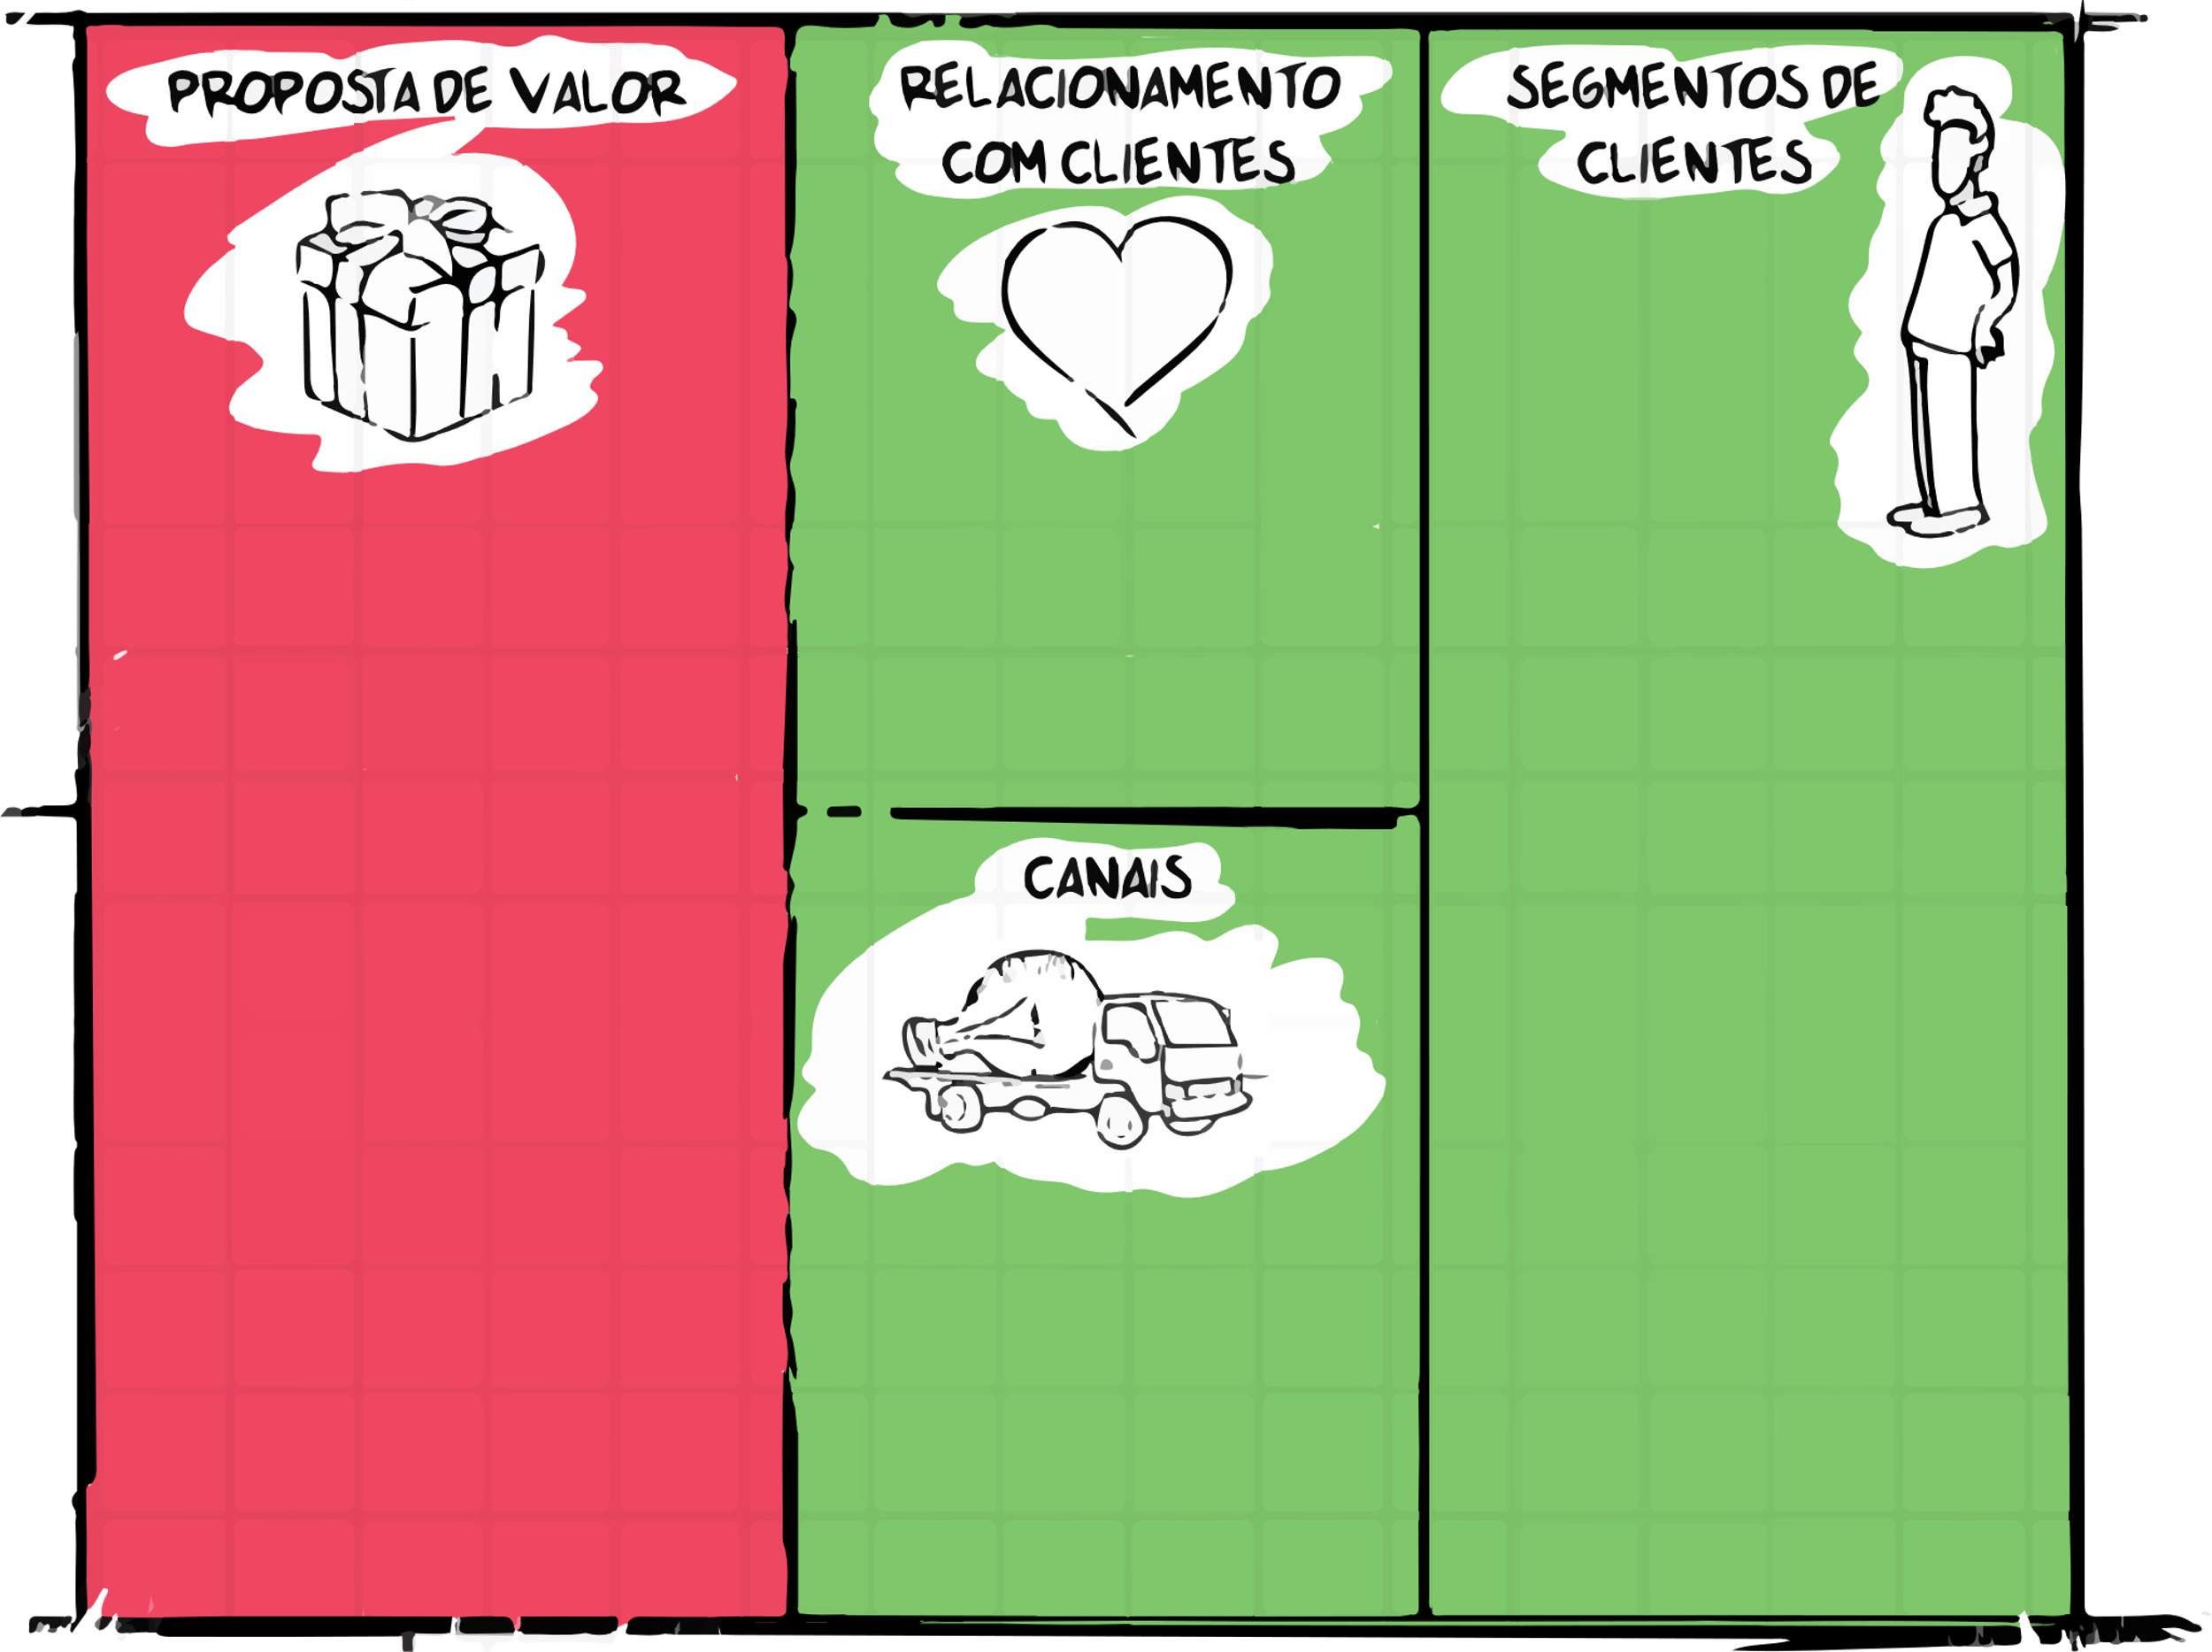 PROPOSTA DE VALOR
RELACIONAMENTO
COM CLIENTES
SEGMENTOS DE
CLIENTES
CANAIS